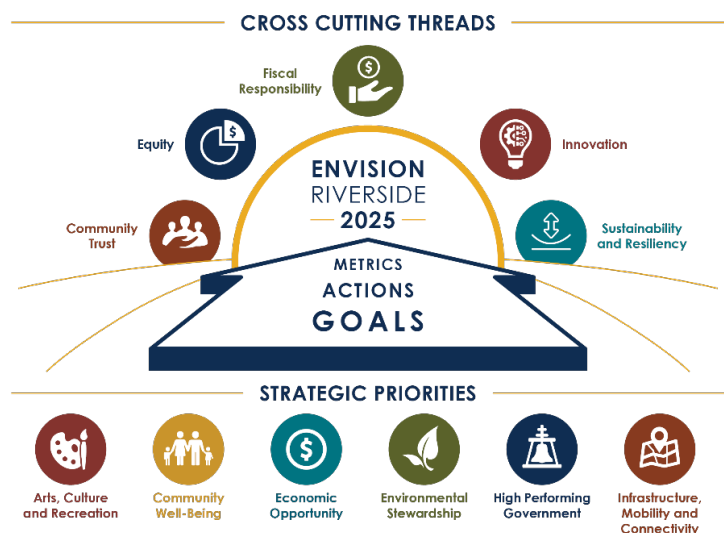 CROSS CUTTING THREADS
Fiscal
Responsibility
$
Equity
$
Innovation
Community
Trust
Sustainability
and Resiliency
ENVISION
RIVERSIDE
2025
METRICS
ACTIONS
GOALS
STRATEGIC PRIORITIES
$
Arts, Culture
and Recreation
Community
Well-Being
Economic
Opportunity
Environmental
Stewardship
High Performing
Government
Infrastructure,
Mobility and
Connectivity